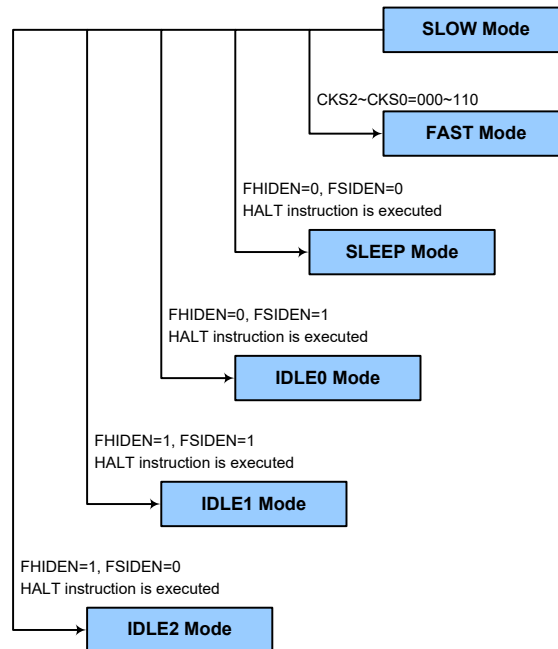 SLOW Mode
CKS2~CKS0=000~110
FAST Mode
FHIDEN=0, FSIDEN=0
HALT instruction is executed
SLEEP Mode
FHIDEN=0, FSIDEN=1
HALT instruction is executed
IDLE0 Mode
FHIDEN=1, FSIDEN=1
HALT instruction is executed
IDLE1 Mode
FHIDEN=1, FSIDEN=0
HALT instruction is executed
IDLE2 Mode